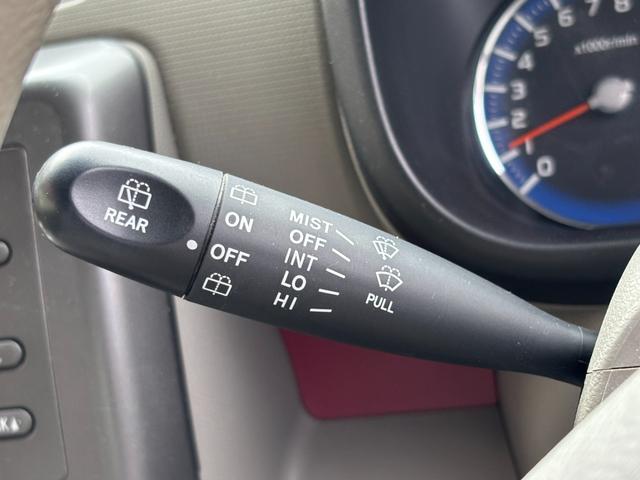 REAR
ON
OFF
MIST
OFF
INT
LO
HI
PULL
8
7
6
5
4
3
2
1
0
x1000r/min